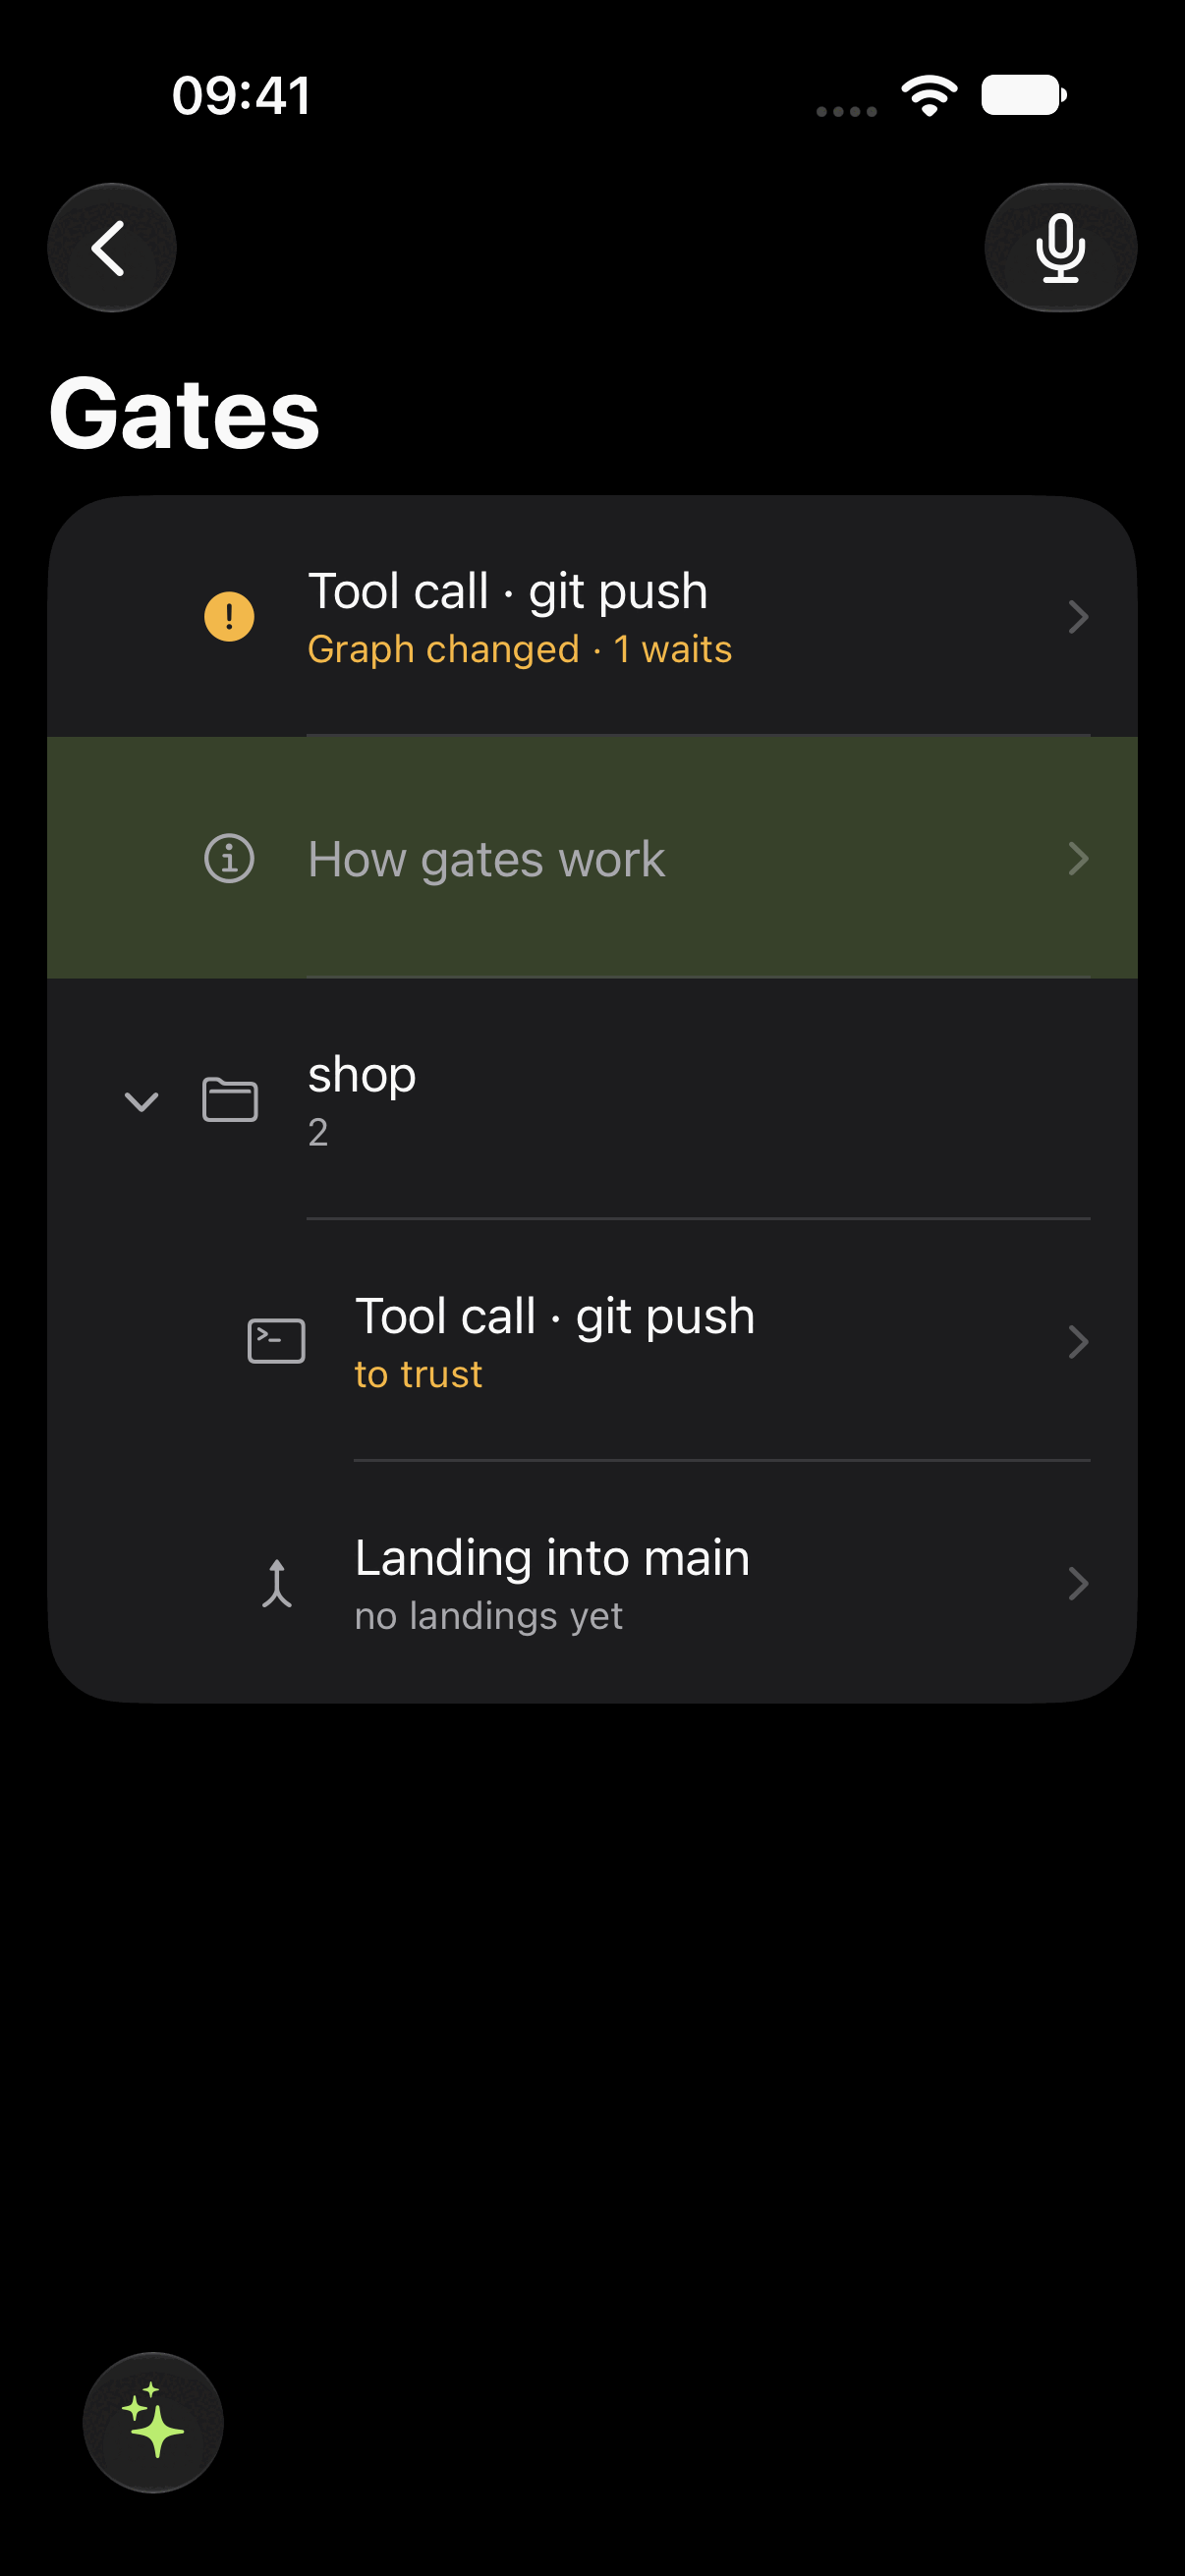 09:41
Gates
Tool call · git push
Graph changed · 1 waits
How gates work
shop
2
Tool call · git push
to trust
Landing into main
no landings yet